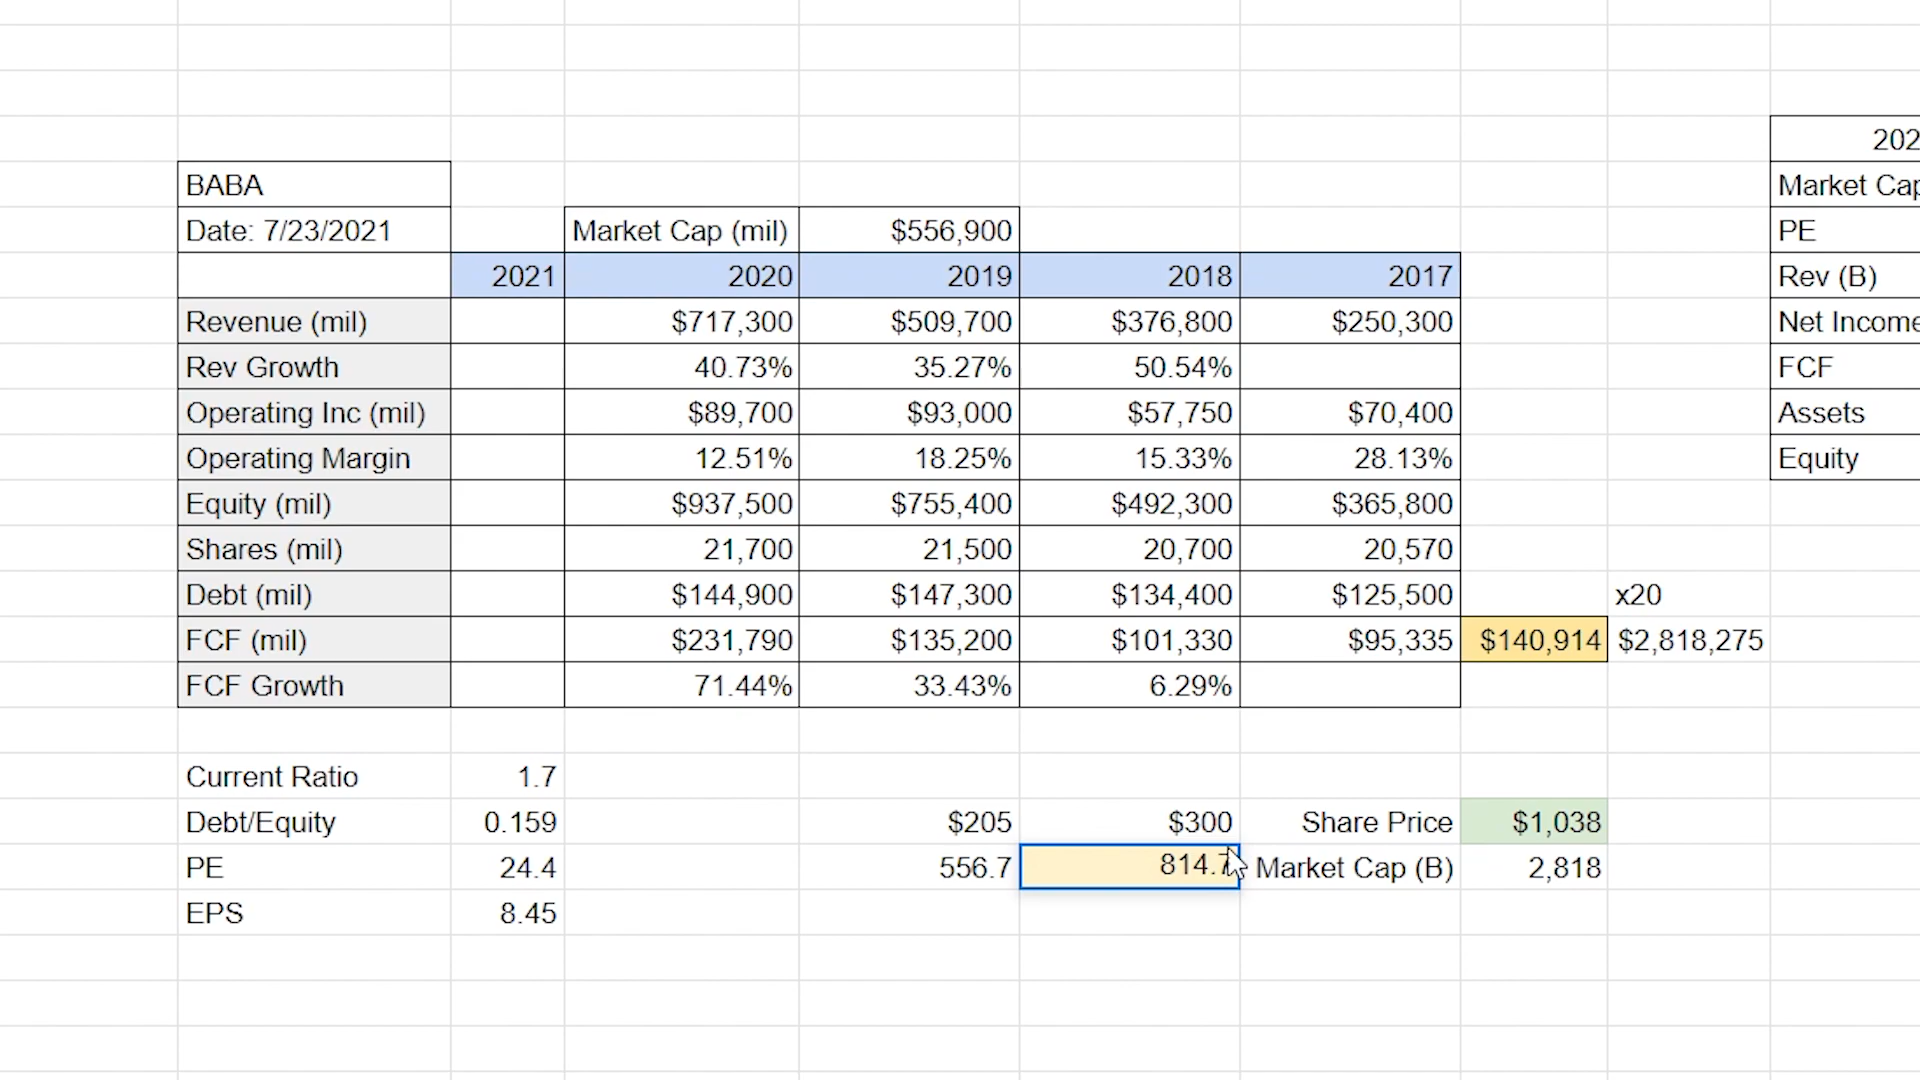 202
BABA
Market Cap
Date: 7/23/2021 Market Cap (mil) $556,900 PE
2021 2020 2019 2018 2017 Rev (B)
Revenue (mil) $717,300 $509,700 $376,800 $250,300 Net Income
Rev Growth 40.73% 35.27% 50.54% FCF
Operating Inc (mil) $89,700 $93,000 $57,750 $70,400 Assets
Operating Margin 12.51% 18.25% 15.33% 28.13% Equity
Equity (mil) $937,500 $755,400 $492,300 $365,800
Shares (mil) 21,700 21,500 20,700 20,570
Debt (mil) $144,900 $147,300 $134,400 $125,500 x20
FCF (mil) $231,790 $135,200 $101,330 $95,335 $140,914 $2,818,275
FCF Growth 71.44% 33.43% 6.29%
Current Ratio 1.7
Debt/Equity 0.159 $205 $300 Share Price $1,038
PE 24.4 556.7 814.7 Market Cap (B) 2,818
EPS 8.45